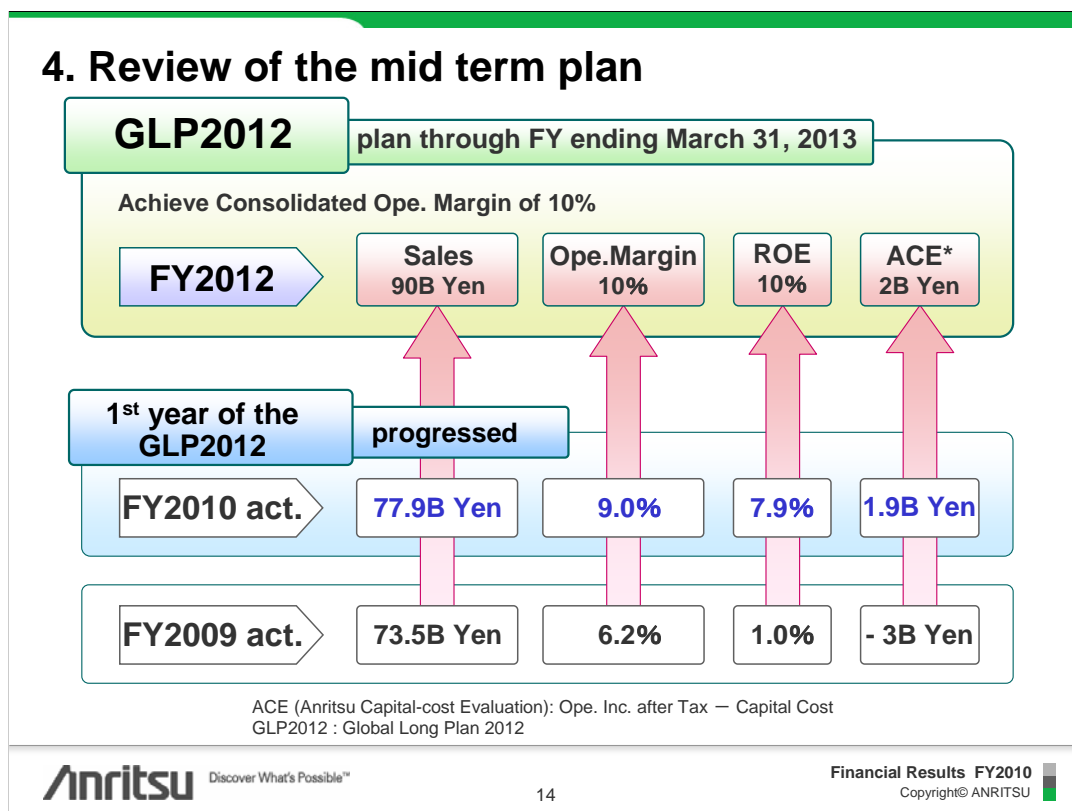 4. Review of the mid term plan
GLP2012
plan through FY ending March 31, 2013
Achieve Consolidated Ope. Margin of 10%
FY2012
Sales
90B Yen
Ope.Margin
10%
ROE
10%
ACE*
2B Yen
1st year of the
GLP2012
progressed
FY2010 act.
77.9B Yen
9.0%
7.9%
1.9B Yen
FY2009 act.
73.5B Yen
6.2%
1.0%
- 3B Yen
ACE (Anritsu Capital-cost Evaluation): Ope. Inc. after Tax － Capital Cost
GLP2012 : Global Long Plan 2012
Anritsu Discover What's Possible™
14
Financial Results FY2010
Copyright© ANRITSU